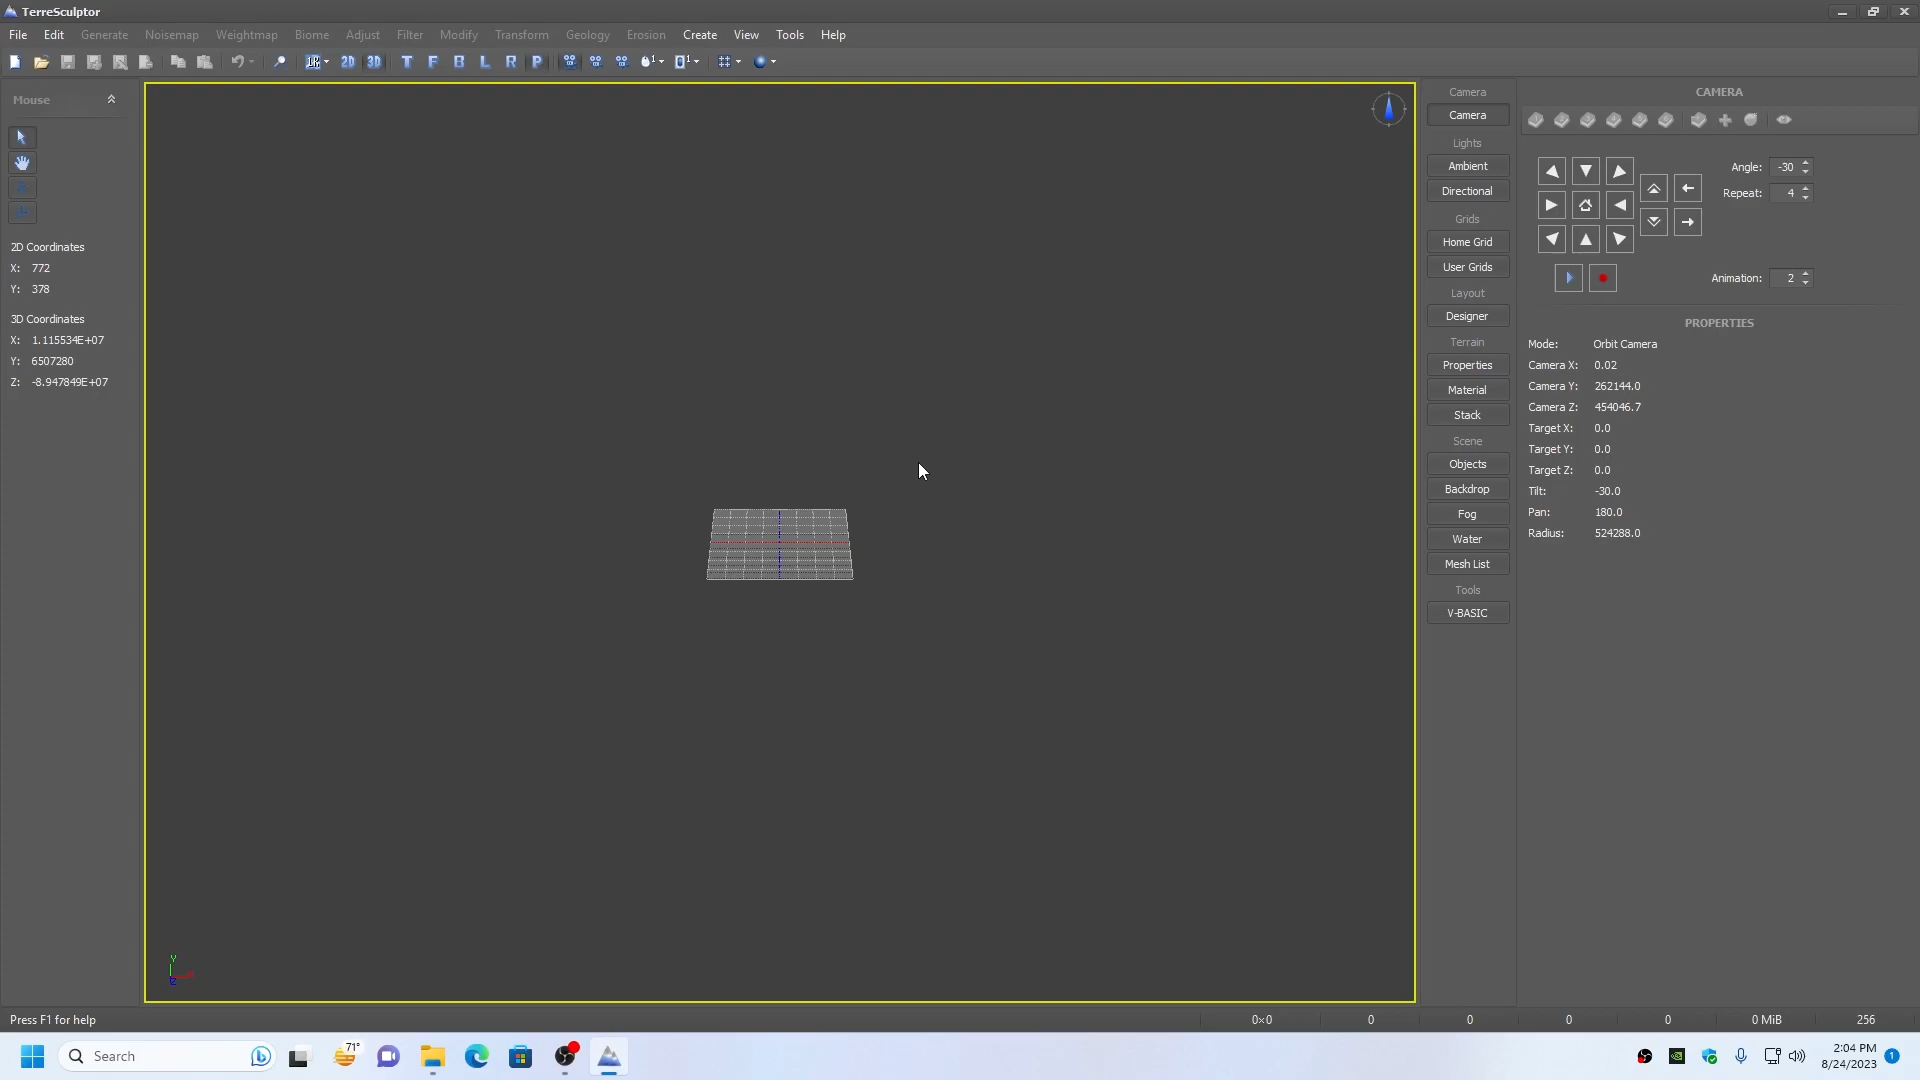 TerreSculptor
File Edit Generate Noisemap Weightmap Biome Adjust Filter Modify Transform Geology Erosion Create View Tools Help
2D 3D T F B L R P
Mouse
2D Coordinates
X: 772
Y: 378
3D Coordinates
X: 1.115534E+07
Y: 6507280
Z: -8.947849E+07
Y
Camera
Camera
Lights
Ambient
Directional
Grids
Home Grid
User Grids
Layout
Designer
Terrain
Properties
Material
Stack
Scene
Objects
Backdrop
Fog
Water
Mesh List
Tools
V-BASIC
CAMERA
Angle: -30
Repeat: 4
Animation: 2
PROPERTIES
Mode: Orbit Camera
Camera X: 0.02
Camera Y: 262144.0
Camera Z: 454046.7
Target X: 0.0
Target Y: 0.0
Target Z: 0.0
Tilt: -30.0
Pan: 180.0
Radius: 524288.0
Press F1 for help
0×0 0 0 0 0 0 MiB 256
Search
71°
2:04 PM
8/24/2023
1